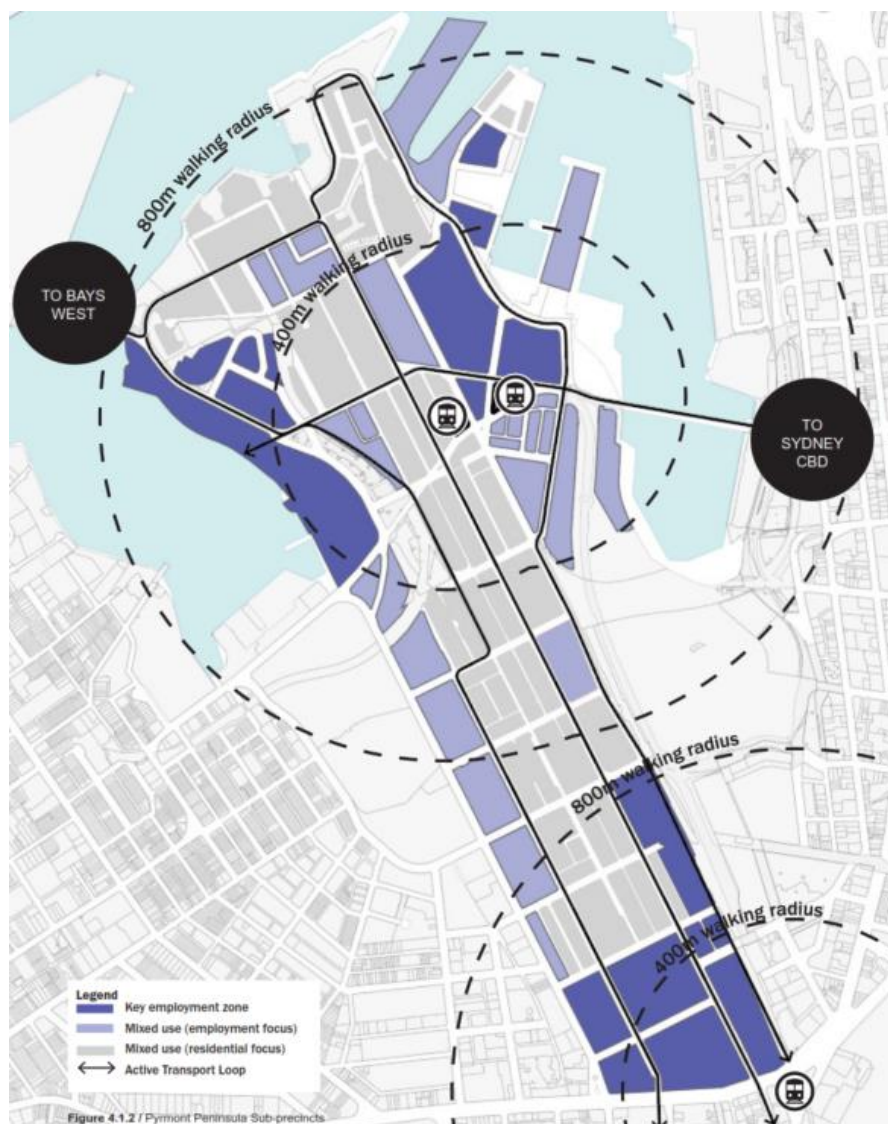 800m walking radius
400m walking radius
TO BAYS
WEST
TO
SYDNEY
CBD
800m walking radius
400m walking radius
Legend
Key employment zone
Mixed use (employment focus)
Mixed use (residential focus)
Active Transport Loop
Figure 4.1.2 / Pyrmont Peninsula Sub-precincts